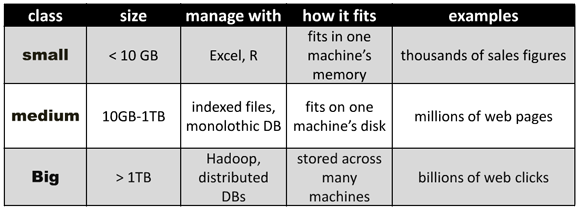 class size manage with how it fits examples
small < 10 GB Excel, R fits in one machine's memory thousands of sales figures
medium 10GB-1TB indexed files, monolothic DB fits on one machine's disk millions of web pages
Big > 1TB Hadoop, distributed DBs stored across many machines billions of web clicks